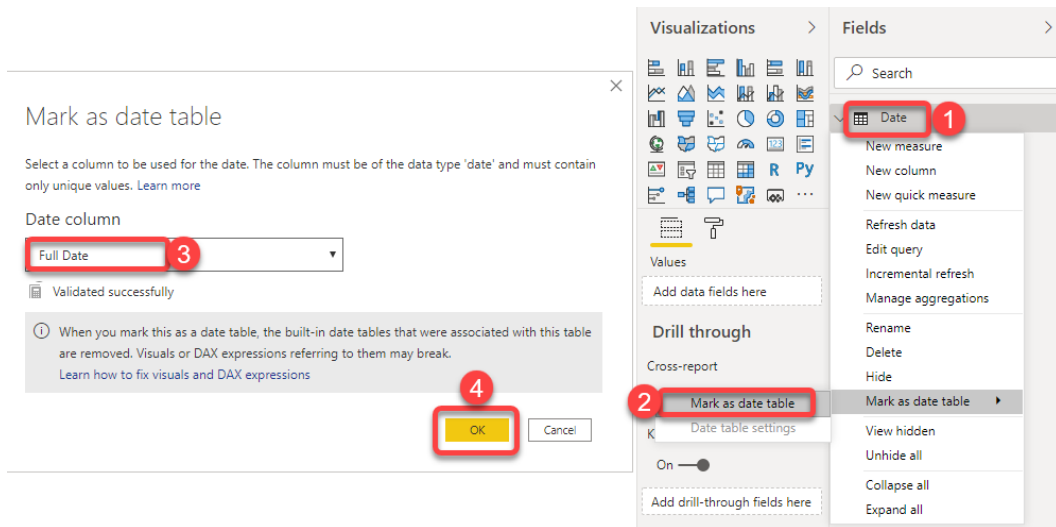 Mark as date table
Select a column to be used for the date. The column must be of the data type 'date' and must contain
only unique values. Learn more
Date column
Full Date
3
Validated successfully
When you mark this as a date table, the built-in date tables that were associated with this table
are removed. Visuals or DAX expressions referring to them may break.
Learn how to fix visuals and DAX expressions
4
OK
Cancel
Visualizations
123
R
Py
Values
Add data fields here
Drill through
Cross-report
2
Mark as date table
Date table settings
K
On
Add drill-through fields here
Fields
Search
Date
1
New measure
New column
New quick measure
Refresh data
Edit query
Incremental refresh
Manage aggregations
Rename
Delete
Hide
Mark as date table
View hidden
Unhide all
Collapse all
Expand all